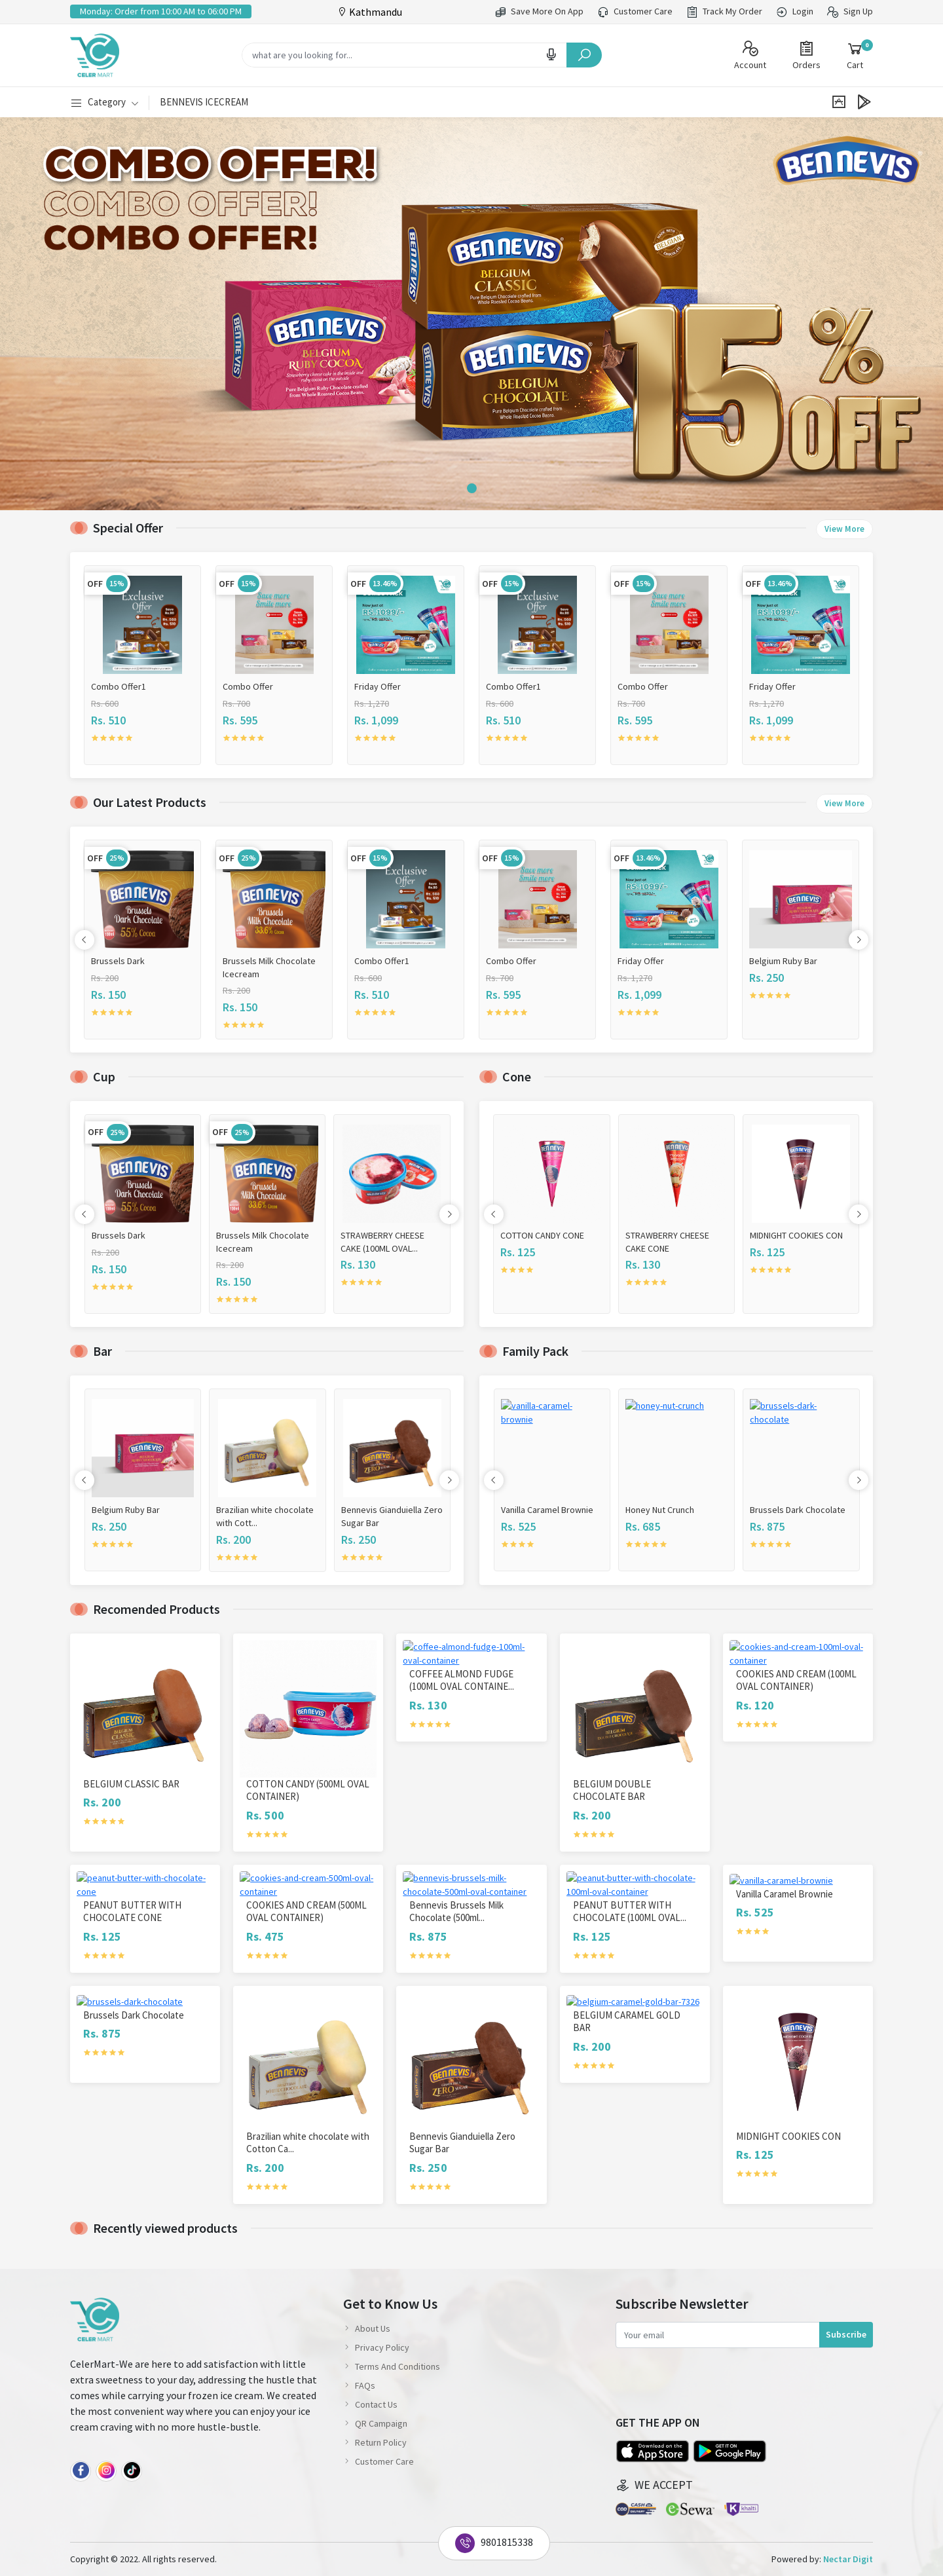 Monday: Order from 10:00 AM to 06:00 PM
Kathmandu
Save More On App
Customer Care
Track My Order
Login
Sign Up
CELER MART
what are you looking for...
Account
Orders
0
Cart
Category
BENNEVIS ICECREAM
COMBO OFFER!
COMBO OFFER!
COMBO OFFER!
BEN NEVIS
BEN NEVIS
BELGIUM
CLASSIC
Pure Belgium Chocolate crafted
from Whole Roasted Cocoa Beans.
BEN NEVIS
BELGIUM
RUBY COCOA
Pure Belgium Ruby Chocolate crafted
from Whole Roasted Cocoa Beans.
BEN NEVIS
BELGIUM
CHOCOLATE
Pure Belgium Chocolate crafted from
Whole Roasted Cocoa Beans.
15% OFF
Special Offer
View More
OFF 15%
OFF 15%
OFF 13.46%
OFF 15%
OFF 15%
OFF 13.46%
Combo Offer1
Rs. 600
Rs. 510
Combo Offer
Rs. 700
Rs. 595
Friday Offer
Rs. 1,270
Rs. 1,099
Combo Offer1
Rs. 600
Rs. 510
Combo Offer
Rs. 700
Rs. 595
Friday Offer
Rs. 1,270
Rs. 1,099
Our Latest Products
View More
OFF 25%
OFF 25%
OFF 15%
OFF 15%
OFF 13.46%
Brussels Dark
Rs. 200
Rs. 150
Brussels Milk Chocolate
Icecream
Rs. 200
Rs. 150
Combo Offer1
Rs. 600
Rs. 510
Combo Offer
Rs. 700
Rs. 595
Friday Offer
Rs. 1,270
Rs. 1,099
Belgium Ruby Bar
Rs. 250
Cup
OFF 25%
OFF 25%
Brussels Dark
Rs. 200
Rs. 150
Brussels Milk Chocolate
Icecream
Rs. 200
Rs. 150
STRAWBERRY CHEESE
CAKE (100ML OVAL...
Rs. 130
Cone
COTTON CANDY CONE
Rs. 125
STRAWBERRY CHEESE
CAKE CONE
Rs. 130
MIDNIGHT COOKIES CON
Rs. 125
Bar
Belgium Ruby Bar
Rs. 250
Brazilian white chocolate
with Cott...
Rs. 200
Bennevis Gianduiella Zero
Sugar Bar
Rs. 250
Family Pack
vanilla-caramel-
brownie
Vanilla Caramel Brownie
Rs. 525
honey-nut-crunch
Honey Nut Crunch
Rs. 685
brussels-dark-
chocolate
Brussels Dark Chocolate
Rs. 875
Recomended Products
BELGIUM CLASSIC BAR
Rs. 200
COTTON CANDY (500ML OVAL
CONTAINER)
Rs. 500
coffee-almond-fudge-100ml-
oval-container
COFFEE ALMOND FUDGE
(100ML OVAL CONTAINE...
Rs. 130
BELGIUM DOUBLE
CHOCOLATE BAR
Rs. 200
cookies-and-cream-100ml-oval-
container
COOKIES AND CREAM (100ML
OVAL CONTAINER)
Rs. 120
peanut-butter-with-chocolate-
cone
PEANUT BUTTER WITH
CHOCOLATE CONE
Rs. 125
cookies-and-cream-500ml-oval-
container
COOKIES AND CREAM (500ML
OVAL CONTAINER)
Rs. 475
bennevis-brussels-milk-
chocolate-500ml-oval-container
Bennevis Brussels Milk
Chocolate (500ml...
Rs. 875
peanut-butter-with-chocolate-
100ml-oval-container
PEANUT BUTTER WITH
CHOCOLATE (100ML OVAL...
Rs. 125
vanilla-caramel-brownie
Vanilla Caramel Brownie
Rs. 525
brussels-dark-chocolate
Brussels Dark Chocolate
Rs. 875
Brazilian white chocolate with
Cotton Ca...
Rs. 200
Bennevis Gianduiella Zero
Sugar Bar
Rs. 250
belgium-caramel-gold-bar-7326
BELGIUM CARAMEL GOLD
BAR
Rs. 200
MIDNIGHT COOKIES CON
Rs. 125
Recently viewed products
CELER MART
CelerMart-We are here to add satisfaction with little
extra sweetness to your day, addressing the hustle that
comes while carrying your frozen ice cream. We created
the most convenient way where you can enjoy your ice
cream craving with no more hustle-bustle.
Get to Know Us
About Us
Privacy Policy
Terms And Conditions
FAQs
Contact Us
QR Campaign
Return Policy
Customer Care
Subscribe Newsletter
Your email
Subscribe
GET THE APP ON
Download on the
App Store
GET IT ON
Google Play
WE ACCEPT
eSewa
khalti
9801815338
Copyright © 2022. All rights reserved.
Powered by: Nectar Digit